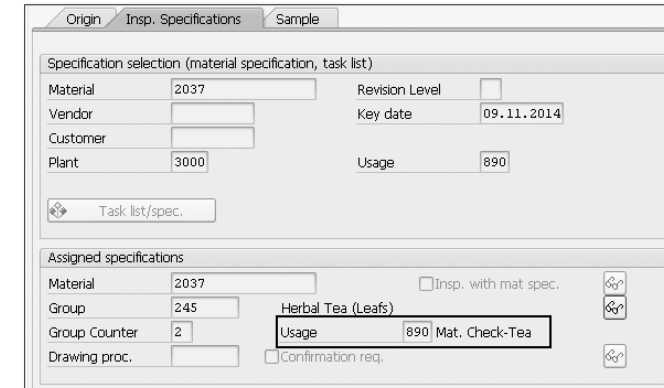 Origin Insp. Specifications Sample
Specification selection (material specification, task list)
Material 2037 Revision Level
Vendor Key date 09.11.2014
Customer
Plant 3000 Usage 890
Task list/spec.
Assigned specifications
Material 2037 Insp. with mat spec.
Group 245 Herbal Tea (Leafs)
Group Counter 2 Usage 890 Mat. Check-Tea
Drawing proc. Confirmation req.